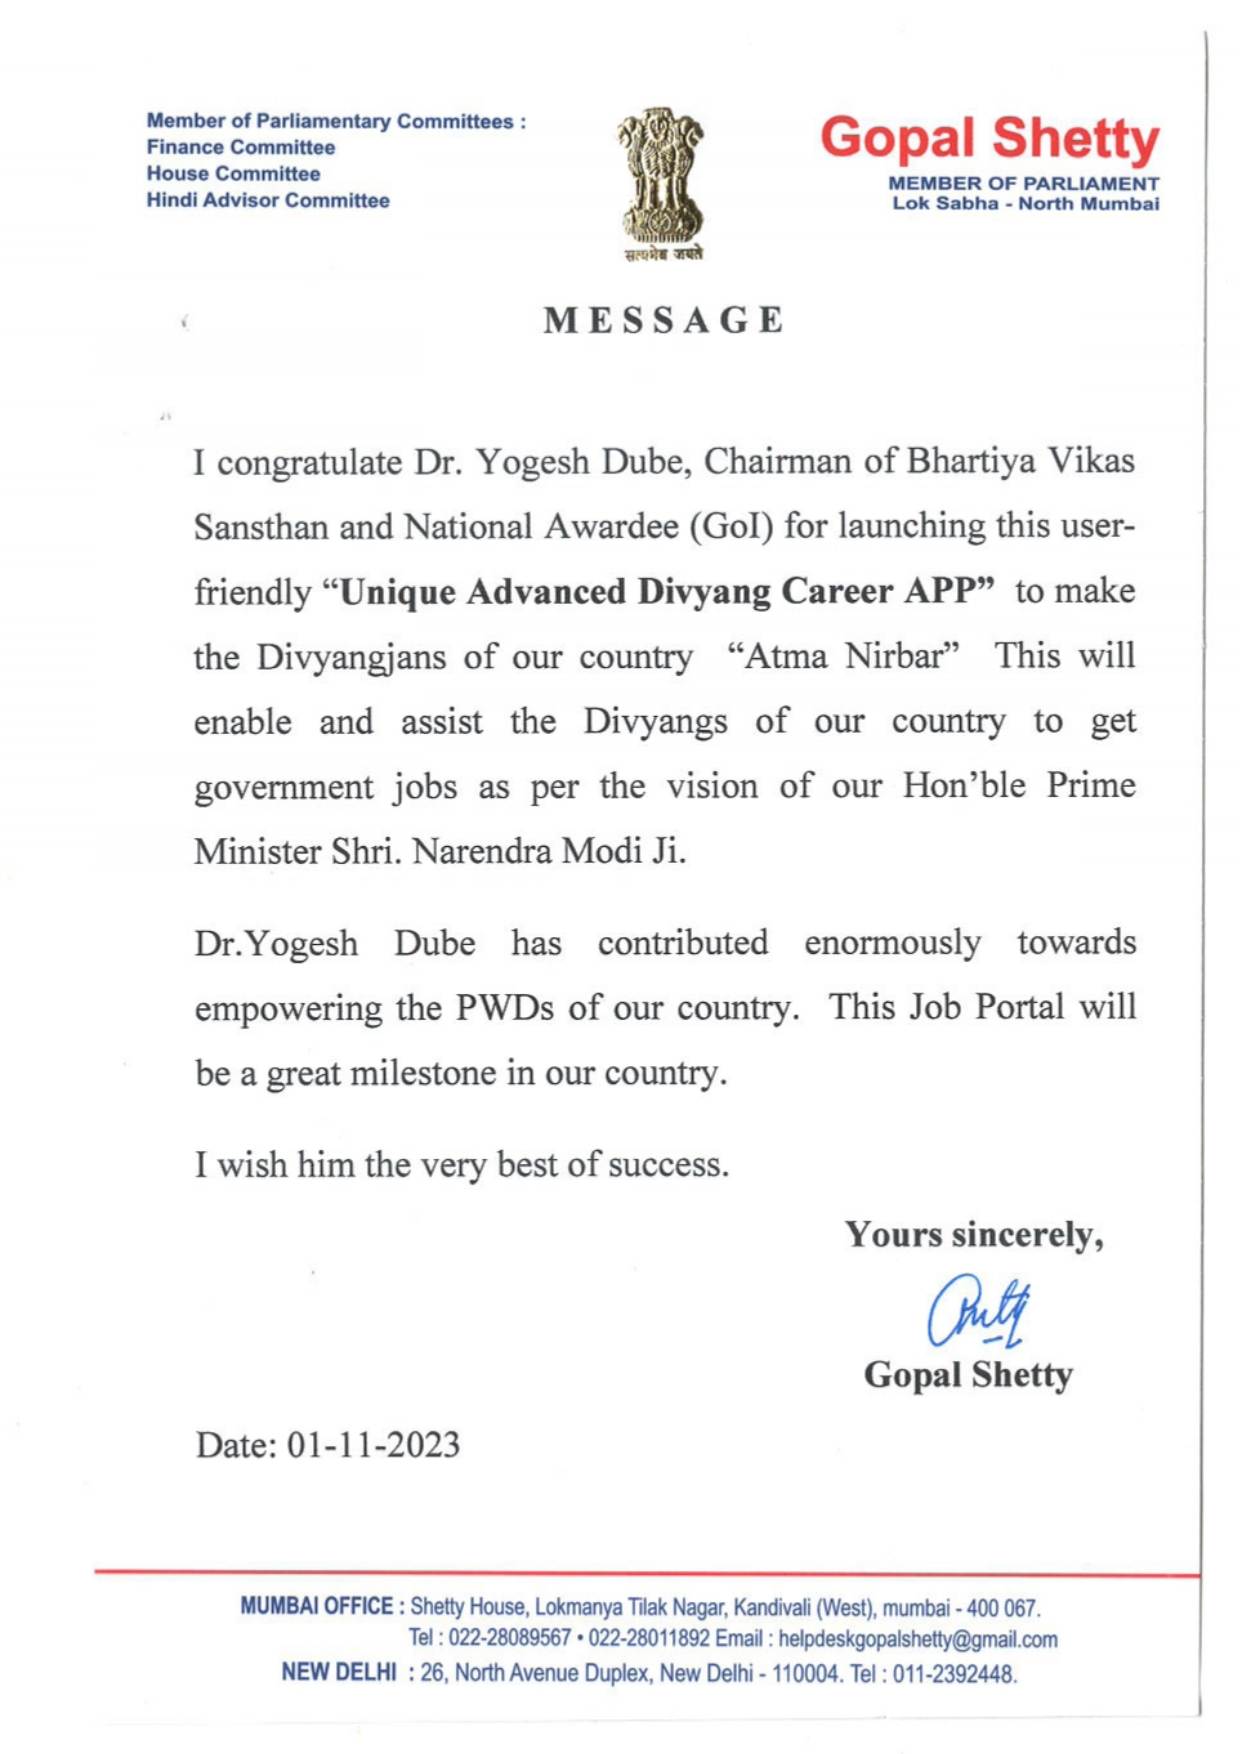 Member of Parliamentary Committees :
Finance Committee
House Committee
Hindi Advisor Committee
सत्यमेव जयते
Gopal Shetty
MEMBER OF PARLIAMENT
Lok Sabha - North Mumbai
MESSAGE
I congratulate Dr. Yogesh Dube, Chairman of Bhartiya Vikas
Sansthan and National Awardee (GoI) for launching this user-
friendly “Unique Advanced Divyang Career APP” to make
the Divyangjans of our country “Atma Nirbar” This will
enable and assist the Divyangs of our country to get
government jobs as per the vision of our Hon’ble Prime
Minister Shri. Narendra Modi Ji.
Dr.Yogesh Dube has contributed enormously towards
empowering the PWDs of our country. This Job Portal will
be a great milestone in our country.
I wish him the very best of success.
Yours sincerely,
Gopal Shetty
Date: 01-11-2023
MUMBAI OFFICE : Shetty House, Lokmanya Tilak Nagar, Kandivali (West), mumbai - 400 067.
Tel : 022-28089567 • 022-28011892 Email : helpdeskgopalshetty@gmail.com
NEW DELHI : 26, North Avenue Duplex, New Delhi - 110004. Tel : 011-2392448.